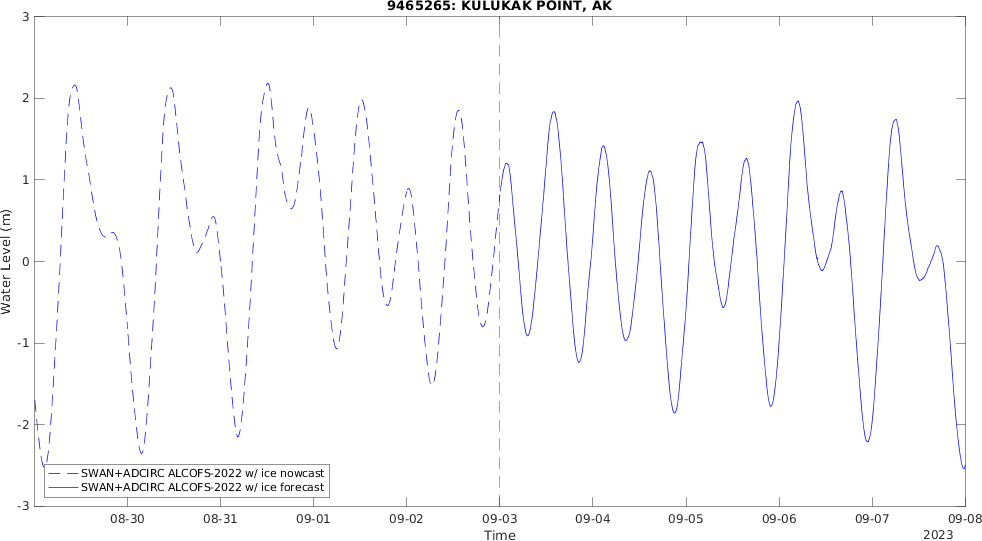 9465265: KULUKAK POINT, AK
3
2
1
0
-1
-2
-3
Water Level (m)
SWAN+ADCIRC ALCOFS-2022 w/ ice nowcast
SWAN+ADCIRC ALCOFS-2022 w/ ice forecast
08-30 08-31 09-01 09-02 09-03 09-04 09-05 09-06 09-07 09-08
Time
2023